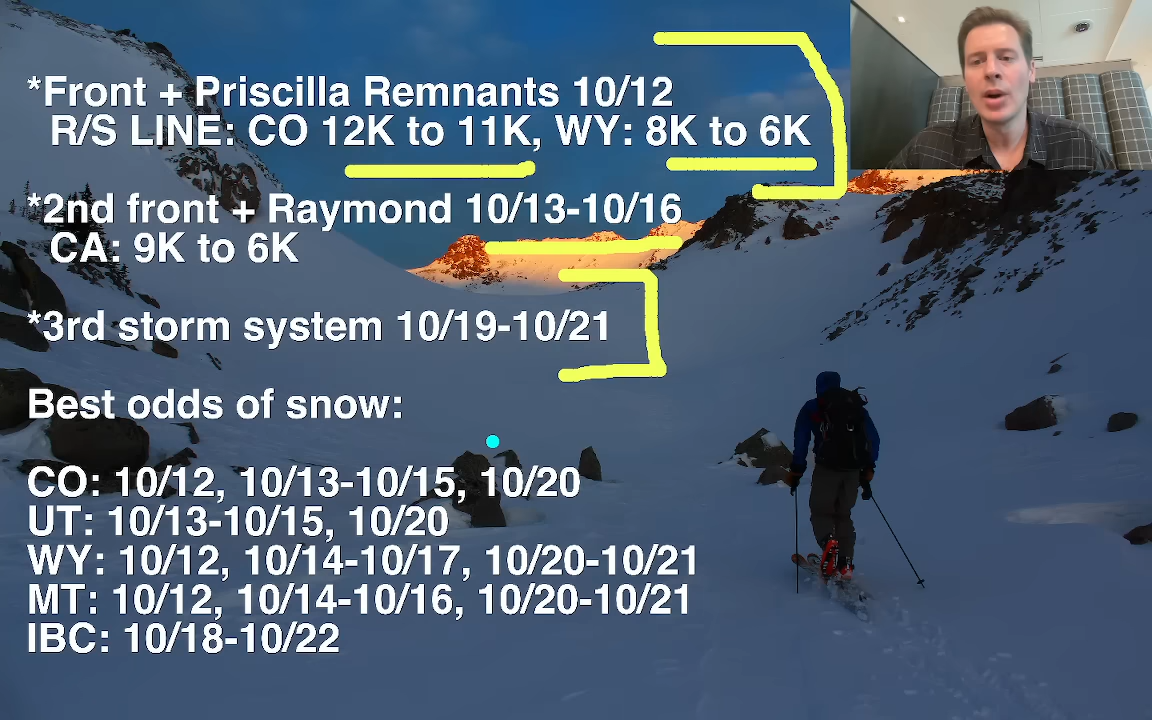 *Front + Priscilla Remnants 10/12
R/S LINE: CO 12K to 11K, WY: 8K to 6K
*2nd front + Raymond 10/13-10/16
CA: 9K to 6K
*3rd storm system 10/19-10/21
Best odds of snow:
CO: 10/12, 10/13-10/15, 10/20
UT: 10/13-10/15, 10/20
WY: 10/12, 10/14-10/17, 10/20-10/21
MT: 10/12, 10/14-10/16, 10/20-10/21
IBC: 10/18-10/22